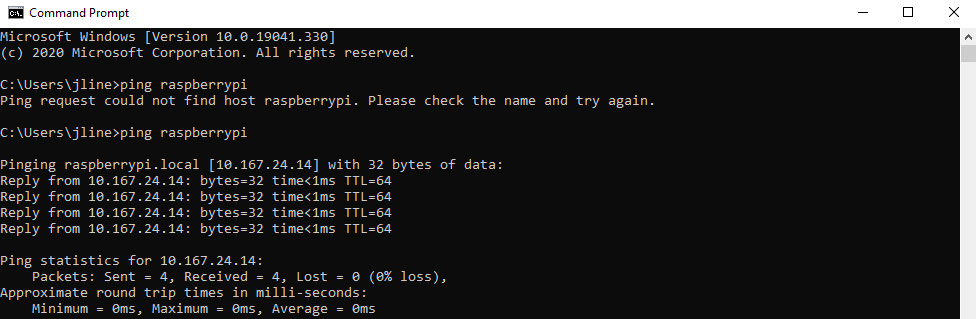 Command Prompt
Microsoft Windows [Version 10.0.19041.330]
(c) 2020 Microsoft Corporation. All rights reserved.
C:\Users\jline>ping raspberrypi
Ping request could not find host raspberrypi. Please check the name and try again.
C:\Users\jline>ping raspberrypi
Pinging raspberrypi.local [10.167.24.14] with 32 bytes of data:
Reply from 10.167.24.14: bytes=32 time<1ms TTL=64
Reply from 10.167.24.14: bytes=32 time<1ms TTL=64
Reply from 10.167.24.14: bytes=32 time<1ms TTL=64
Reply from 10.167.24.14: bytes=32 time<1ms TTL=64
Ping statistics for 10.167.24.14:
    Packets: Sent = 4, Received = 4, Lost = 0 (0% loss),
Approximate round trip times in milli-seconds:
    Minimum = 0ms, Maximum = 0ms, Average = 0ms